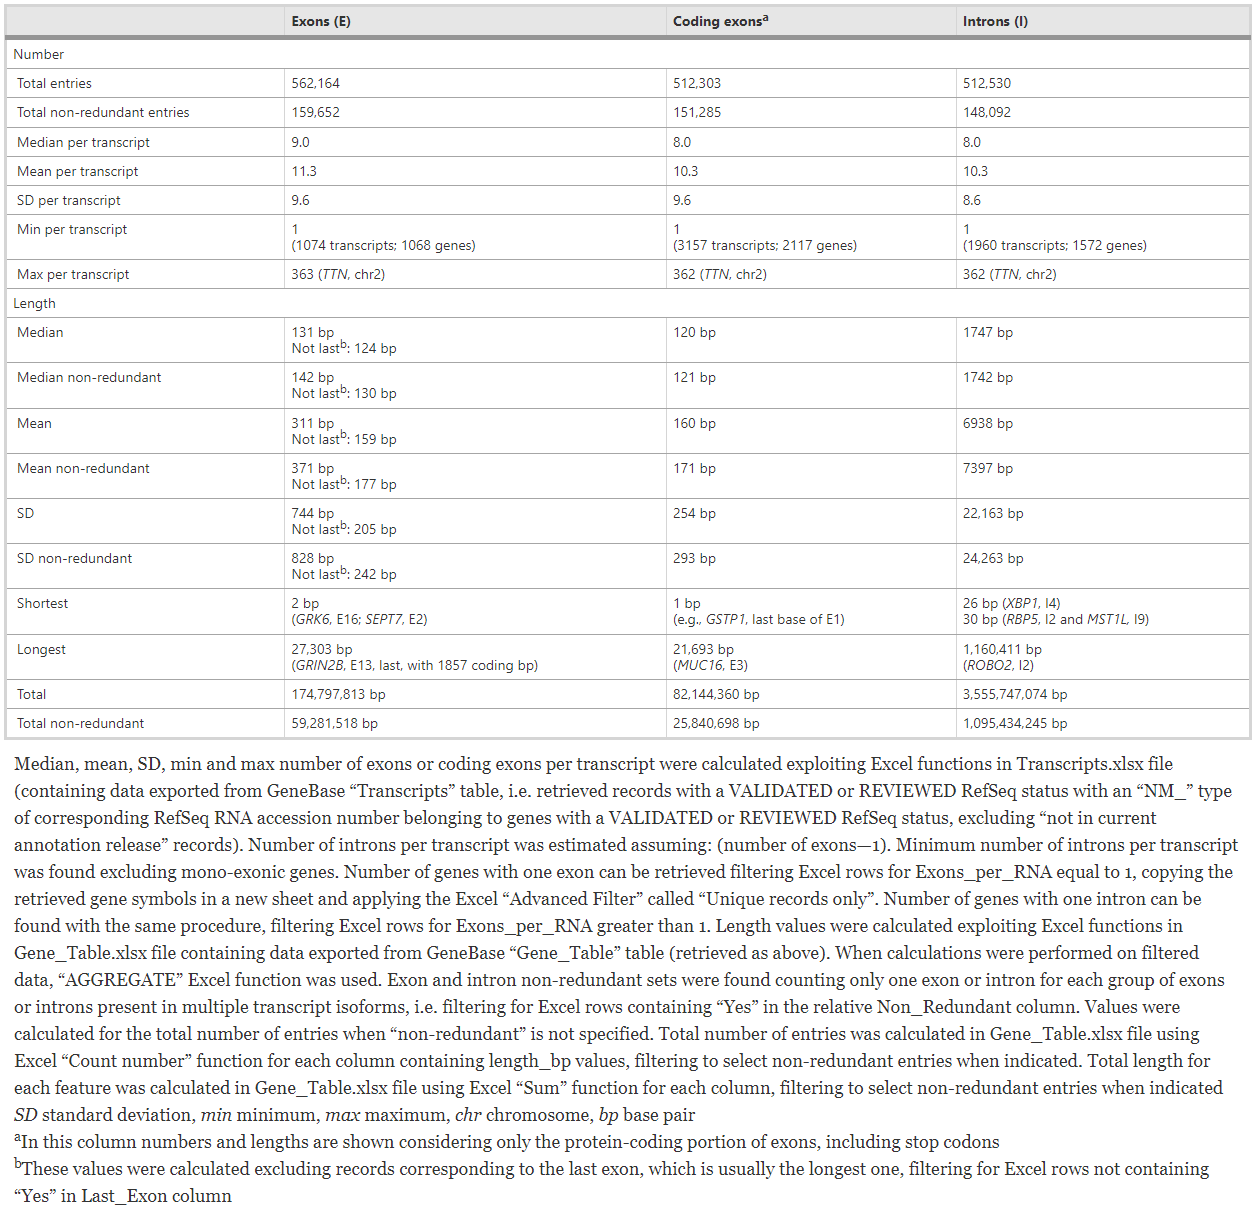 Exons (E) Coding exonsa Introns (I)
Number
Total entries 562,164 512,303 512,530
Total non-redundant entries 159,652 151,285 148,092
Median per transcript 9.0 8.0 8.0
Mean per transcript 11.3 10.3 10.3
SD per transcript 9.6 9.6 8.6
Min per transcript 1 1 1
(1074 transcripts; 1068 genes) (3157 transcripts; 2117 genes) (1960 transcripts; 1572 genes)
Max per transcript 363 (TTN, chr2) 362 (TTN, chr2) 362 (TTN, chr2)
Length
Median 131 bp 120 bp 1747 bp
Not lastb: 124 bp
Median non-redundant 142 bp 121 bp 1742 bp
Not lastb: 130 bp
Mean 311 bp 160 bp 6938 bp
Not lastb: 159 bp
Mean non-redundant 371 bp 171 bp 7397 bp
Not lastb: 177 bp
SD 744 bp 254 bp 22,163 bp
Not lastb: 205 bp
SD non-redundant 828 bp 293 bp 24,263 bp
Not lastb: 242 bp
Shortest 2 bp 1 bp 26 bp (XBP1, I4)
(GRK6, E16; SEPT7, E2) (e.g., GSTP1, last base of E1) 30 bp (RBP5, I2 and MST1L, I9)
Longest 27,303 bp 21,693 bp 1,160,411 bp
(GRIN2B, E13, last, with 1857 coding bp) (MUC16, E3) (ROBO2, I2)
Total 174,797,813 bp 82,144,360 bp 3,555,747,074 bp
Total non-redundant 59,281,518 bp 25,840,698 bp 1,095,434,245 bp
Median, mean, SD, min and max number of exons or coding exons per transcript were calculated exploiting Excel functions in Transcripts.xlsx file
(containing data exported from GeneBase “Transcripts” table, i.e. retrieved records with a VALIDATED or REVIEWED RefSeq status with an “NM_” type
of corresponding RefSeq RNA accession number belonging to genes with a VALIDATED or REVIEWED RefSeq status, excluding “not in current
annotation release” records). Number of introns per transcript was estimated assuming: (number of exons—1). Minimum number of introns per transcript
was found excluding mono-exonic genes. Number of genes with one exon can be retrieved filtering Excel rows for Exons_per_RNA equal to 1, copying the
retrieved gene symbols in a new sheet and applying the Excel “Advanced Filter” called “Unique records only”. Number of genes with one intron can be
found with the same procedure, filtering Excel rows for Exons_per_RNA greater than 1. Length values were calculated exploiting Excel functions in
Gene_Table.xlsx file containing data exported from GeneBase “Gene_Table” table (retrieved as above). When calculations were performed on filtered
data, “AGGREGATE” Excel function was used. Exon and intron non-redundant sets were found counting only one exon or intron for each group of exons
or introns present in multiple transcript isoforms, i.e. filtering for Excel rows containing “Yes” in the relative Non_Redundant column. Values were
calculated for the total number of entries when “non-redundant” is not specified. Total number of entries was calculated in Gene_Table.xlsx file using
Excel “Count number” function for each column containing length_bp values, filtering to select non-redundant entries when indicated. Total length for
each feature was calculated in Gene_Table.xlsx file using Excel “Sum” function for each column, filtering to select non-redundant entries when indicated
SD standard deviation, min minimum, max maximum, chr chromosome, bp base pair
aIn this column numbers and lengths are shown considering only the protein-coding portion of exons, including stop codons
bThese values were calculated excluding records corresponding to the last exon, which is usually the longest one, filtering for Excel rows not containing
“Yes” in Last_Exon column